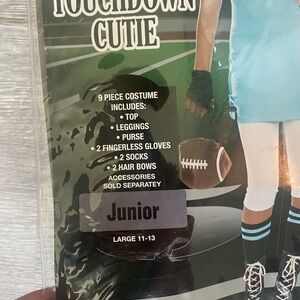 TOUCHDOWN
CUTIE
9 PIECE COSTUME
INCLUDES:
• TOP
• LEGGINGS
• PURSE
• 2 FINGERLESS GLOVES
• 2 SOCKS
• 2 HAIR BOWS
ACCESSORIES
SOLD SEPARATEY
Junior
LARGE 11-13